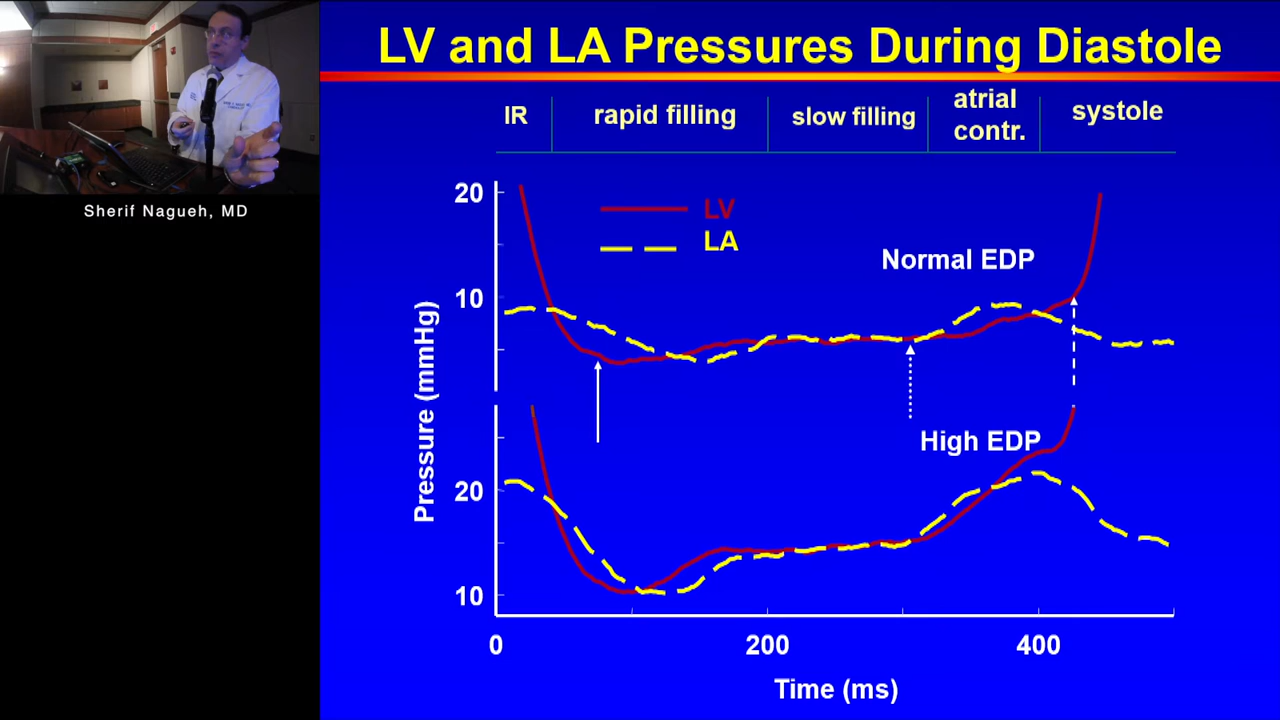 LV and LA Pressures During Diastole
Sherif Nagueh, MD
IR
rapid filling
slow filling
atrial
contr.
systole
20
LV
LA
Normal EDP
10
Pressure (mmHg)
High EDP
20
10
0
200
400
Time (ms)